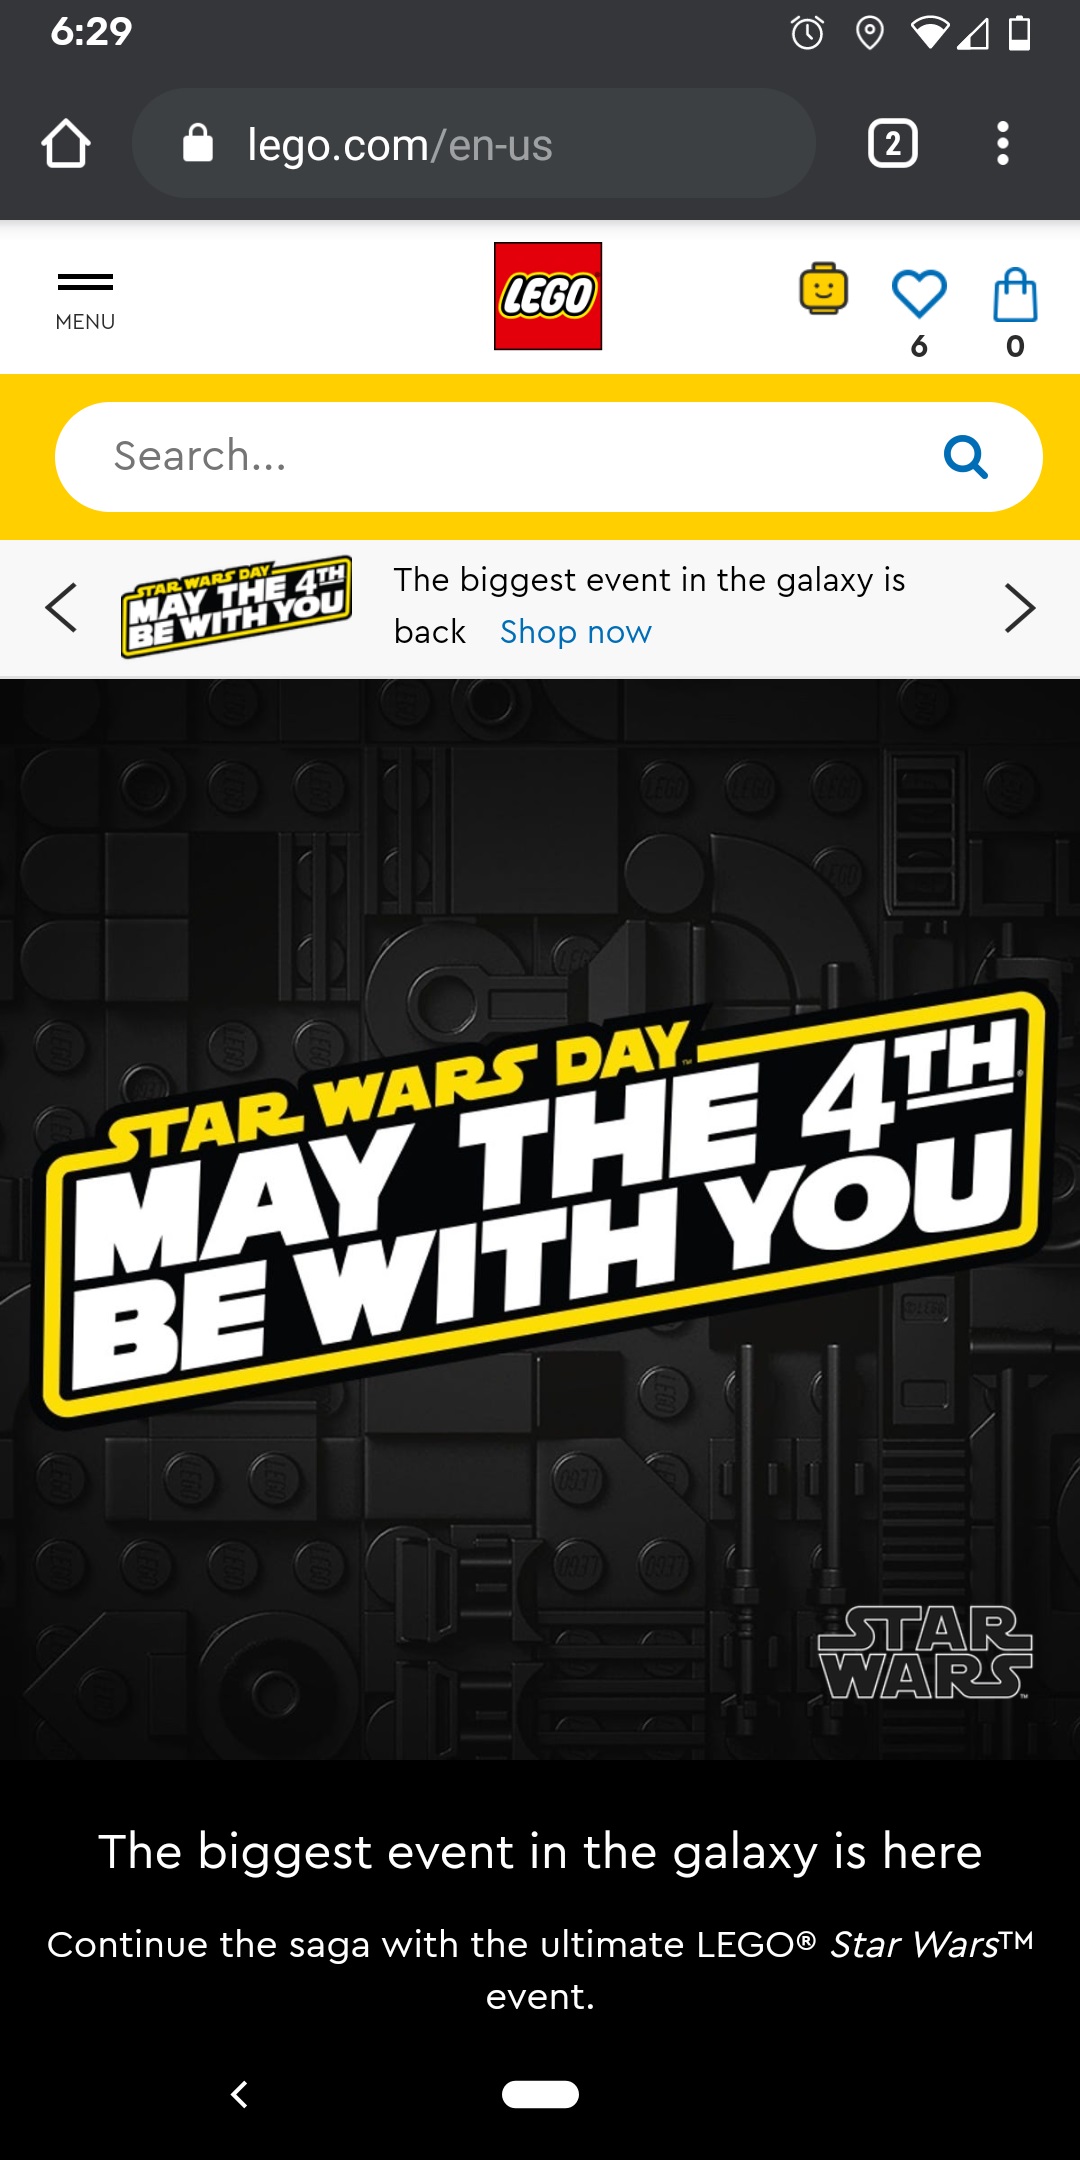 6:29
lego.com/en-us
2
MENU
LEGO
6
0
Search...
STAR WARS DAY
MAY THE 4TH
BE WITH YOU
The biggest event in the galaxy is
back Shop now
STAR WARS DAY™
MAY THE 4TH
BE WITH YOU
STAR
WARS™
The biggest event in the galaxy is here
Continue the saga with the ultimate LEGO® Star Wars™
event.